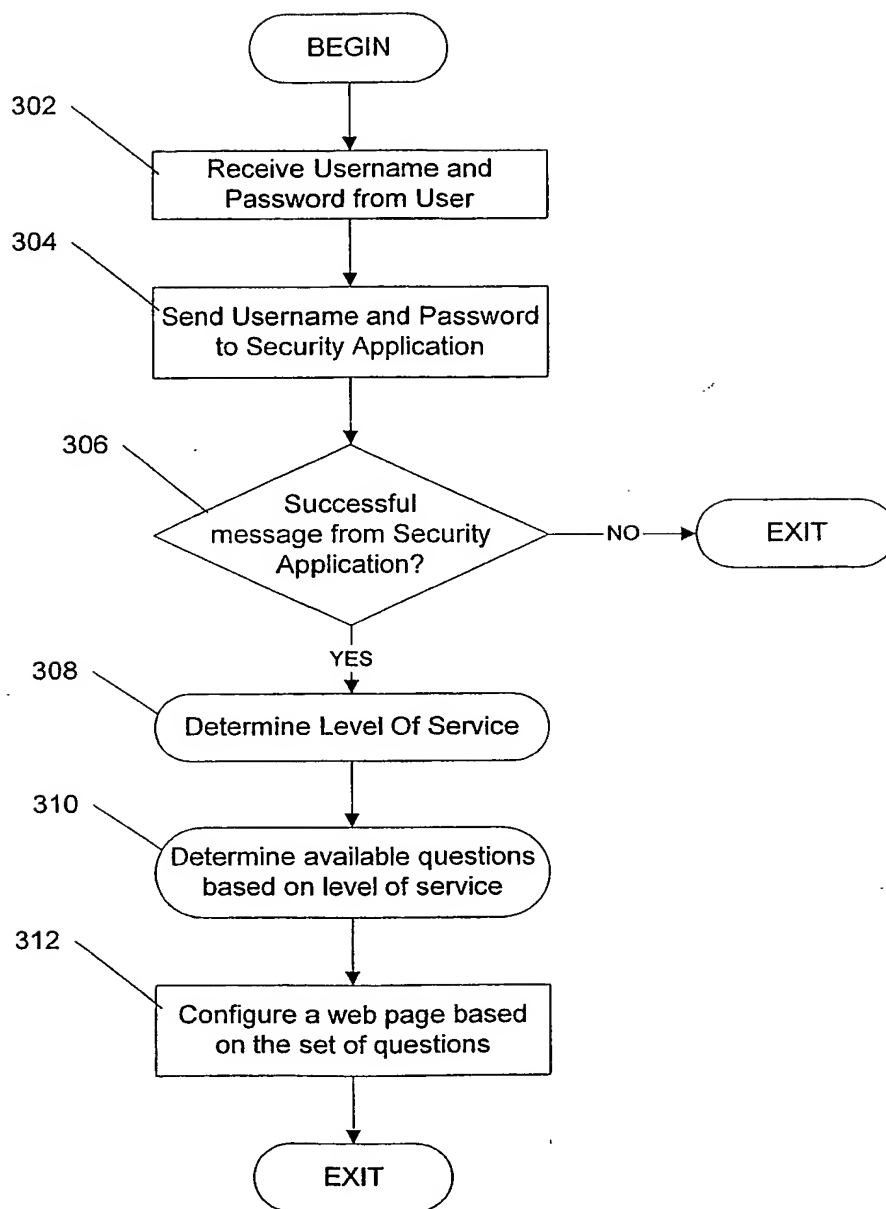 BEGIN
302
Receive Username and
Password from User
304
Send Username and Password
to Security Application
306
Successful
message from Security
Application?
NO
EXIT
YES
308
Determine Level Of Service
310
Determine available questions
based on level of service
312
Configure a web page based
on the set of questions
EXIT